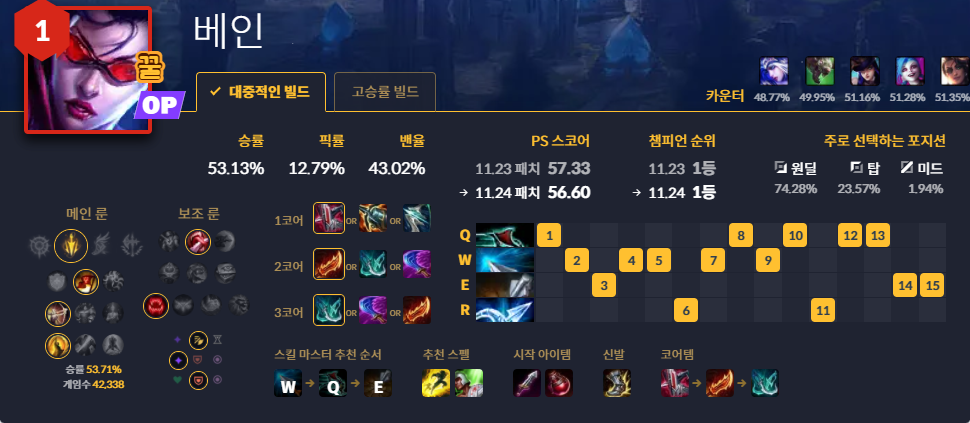 1
베인
꿀
OP
대중적인 빌드
고승률 빌드
카운터
48.77% 49.95% 51.16% 51.28% 51.35%
승률 픽률 밴율
53.13% 12.79% 43.02%
PS 스코어
11.23 패치 57.33
→ 11.24 패치 56.60
챔피언 순위
11.23 1등
→ 11.24 1등
주로 선택하는 포지션
원딜 탑 미드
74.28% 23.57% 1.94%
메인 룬 보조 룬
승률 53.71%
게임수 42,338
1코어 OR OR
2코어 OR OR
3코어 OR OR
Q 1 8 10 12 13
W 2 4 5 7 9
E 3 14 15
R 6 11
스킬 마스터 추천 순서
W → Q → E
추천 스펠
시작 아이템
신발
코어템
→ →